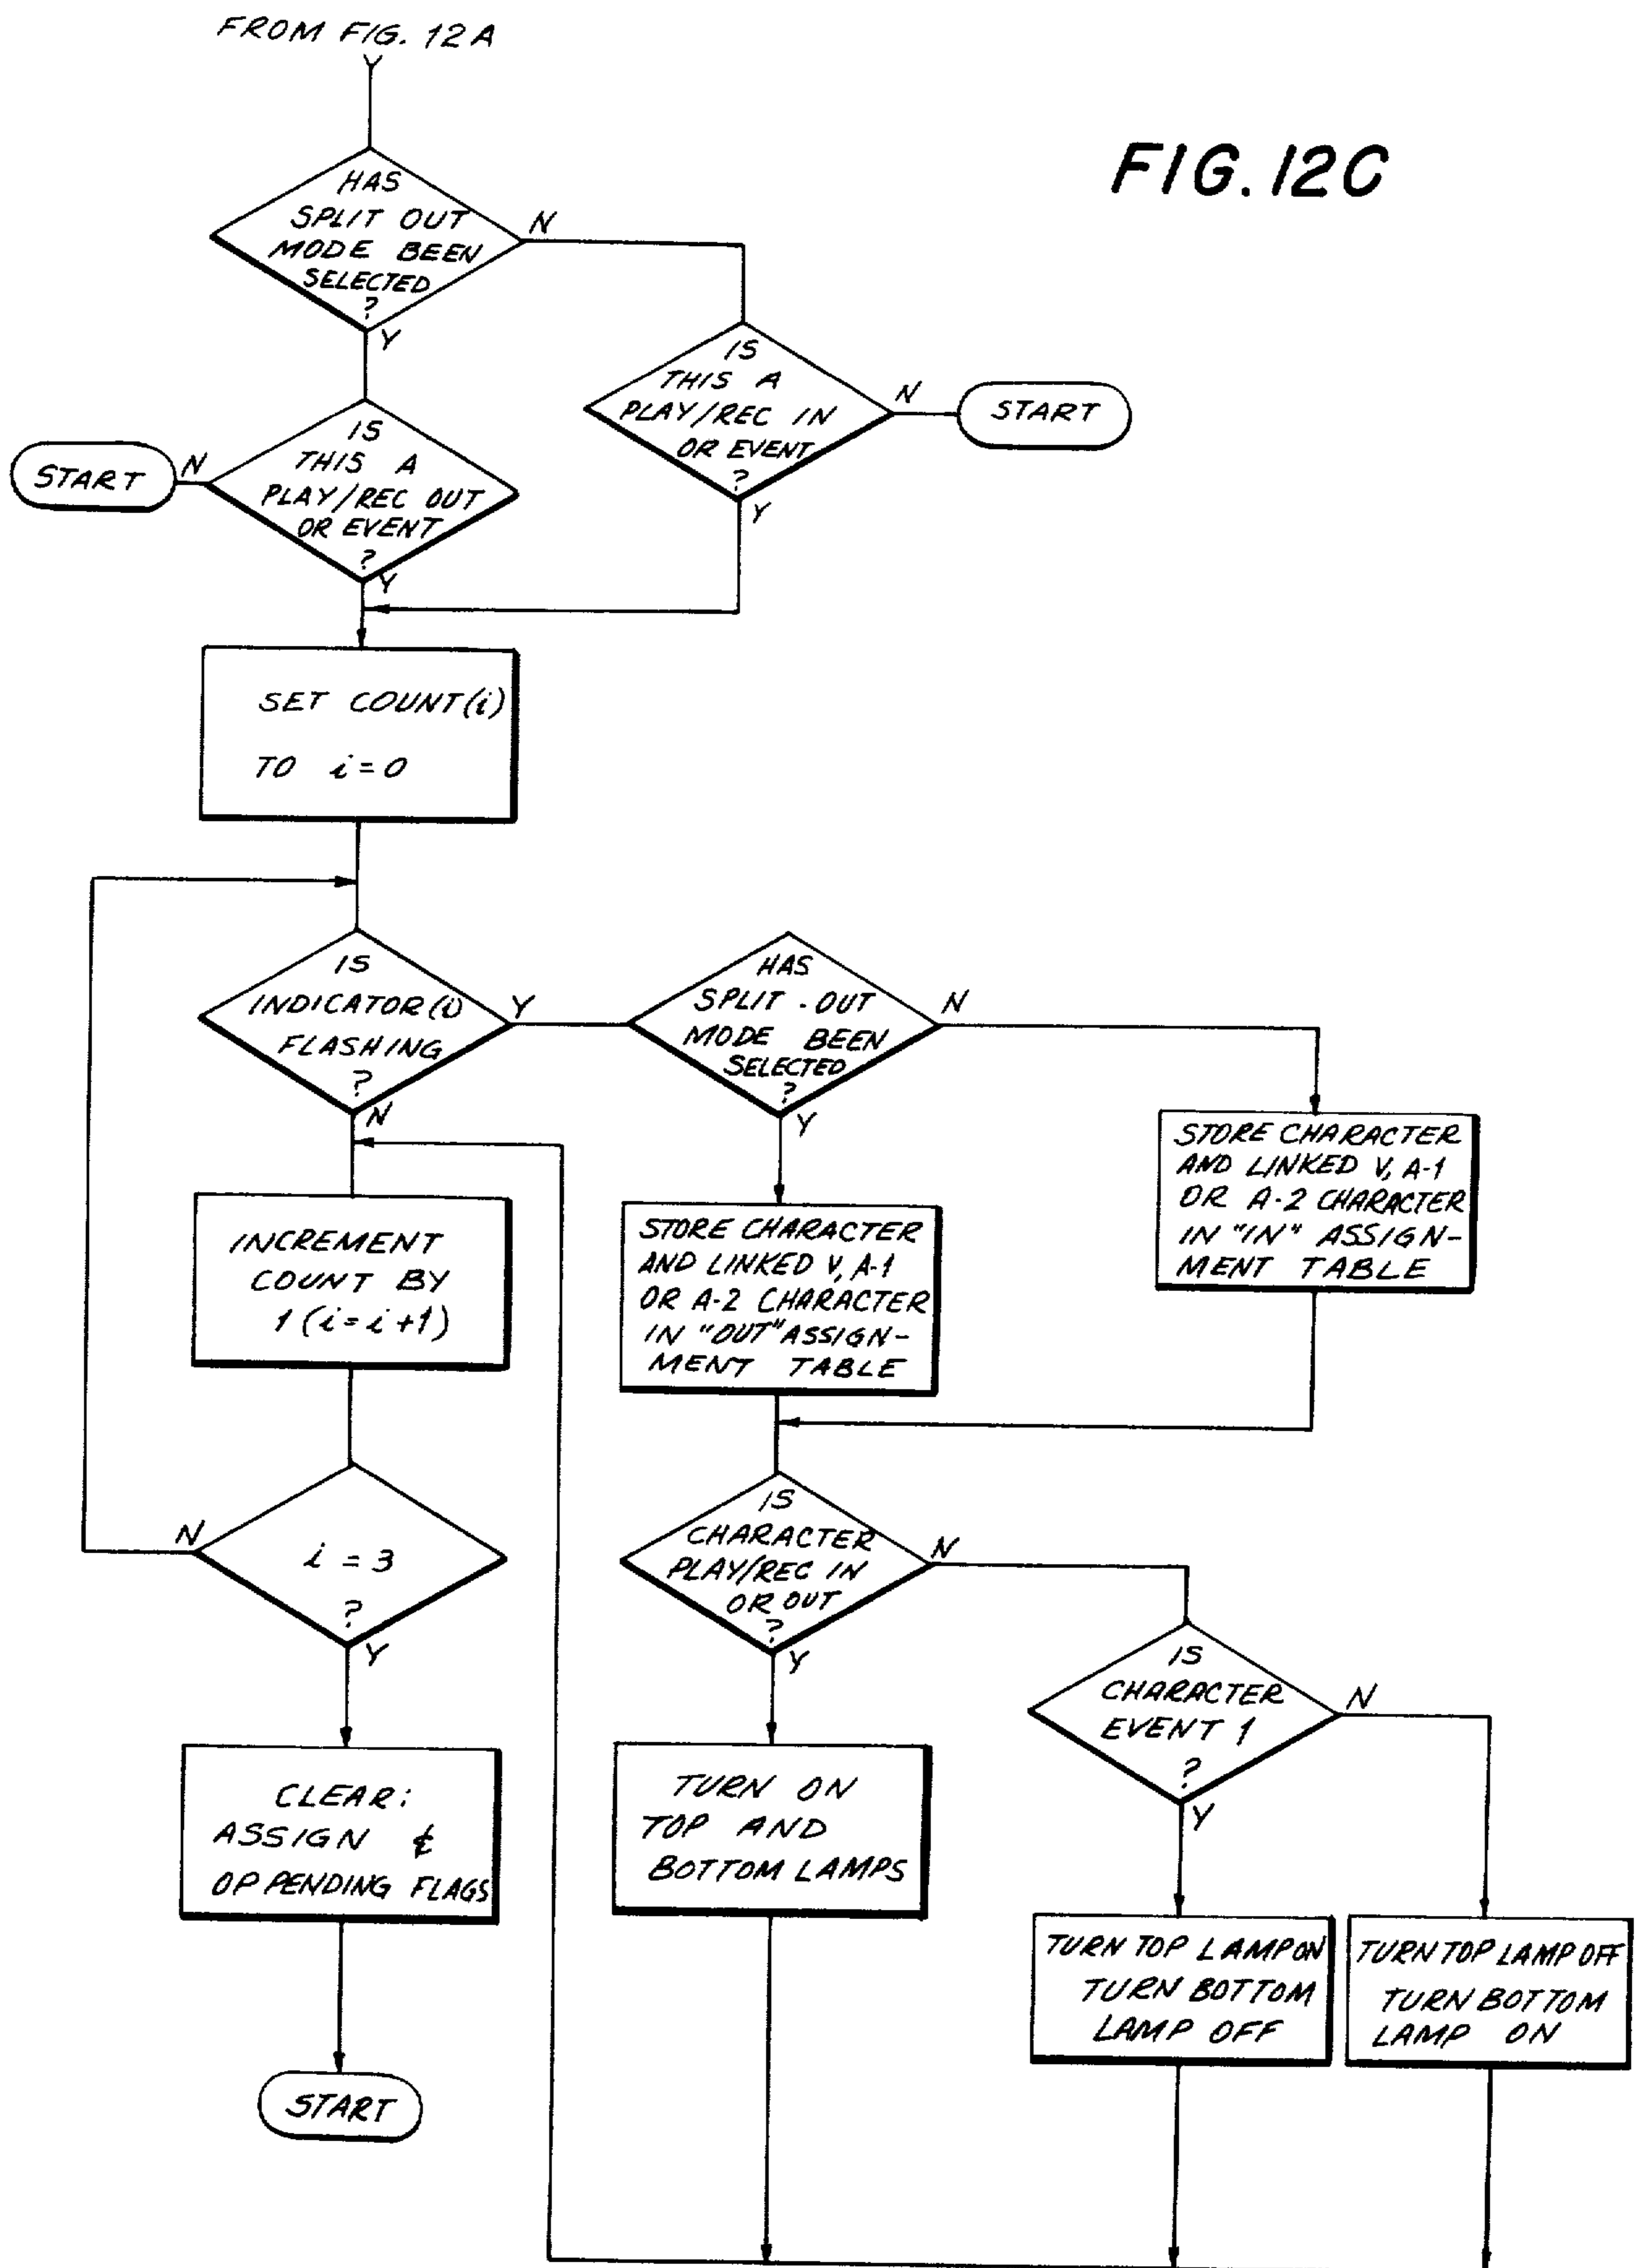 FROM FIG. 12A
Y
FIG. 12C
HAS
SPLIT OUT
MODE BEEN
SELECTED
?
N
Y
IS
THIS A
PLAY/REC IN
OR EVENT
?
N
START
Y
IS
THIS A
PLAY/REC OUT
OR EVENT
?
N
START
Y
SET COUNT(i)
TO i=0
IS
INDICATOR(i)
FLASHING
?
Y
N
HAS
SPLIT-OUT
MODE BEEN
SELECTED
?
N
Y
STORE CHARACTER
AND LINKED V, A-1
OR A-2 CHARACTER
IN "IN" ASSIGN-
MENT TABLE
STORE CHARACTER
AND LINKED V, A-1
OR A-2 CHARACTER
IN "OUT" ASSIGN-
MENT TABLE
INCREMENT
COUNT BY
1 (i=i+1)
i = 3
?
N
Y
IS
CHARACTER
PLAY/REC IN
OR OUT
?
N
Y
IS
CHARACTER
EVENT 1
?
N
Y
CLEAR:
ASSIGN &
OP PENDING FLAGS
TURN ON
TOP AND
BOTTOM LAMPS
TURN TOP LAMP ON
TURN BOTTOM
LAMP OFF
TURN TOP LAMP OFF
TURN BOTTOM
LAMP ON
START